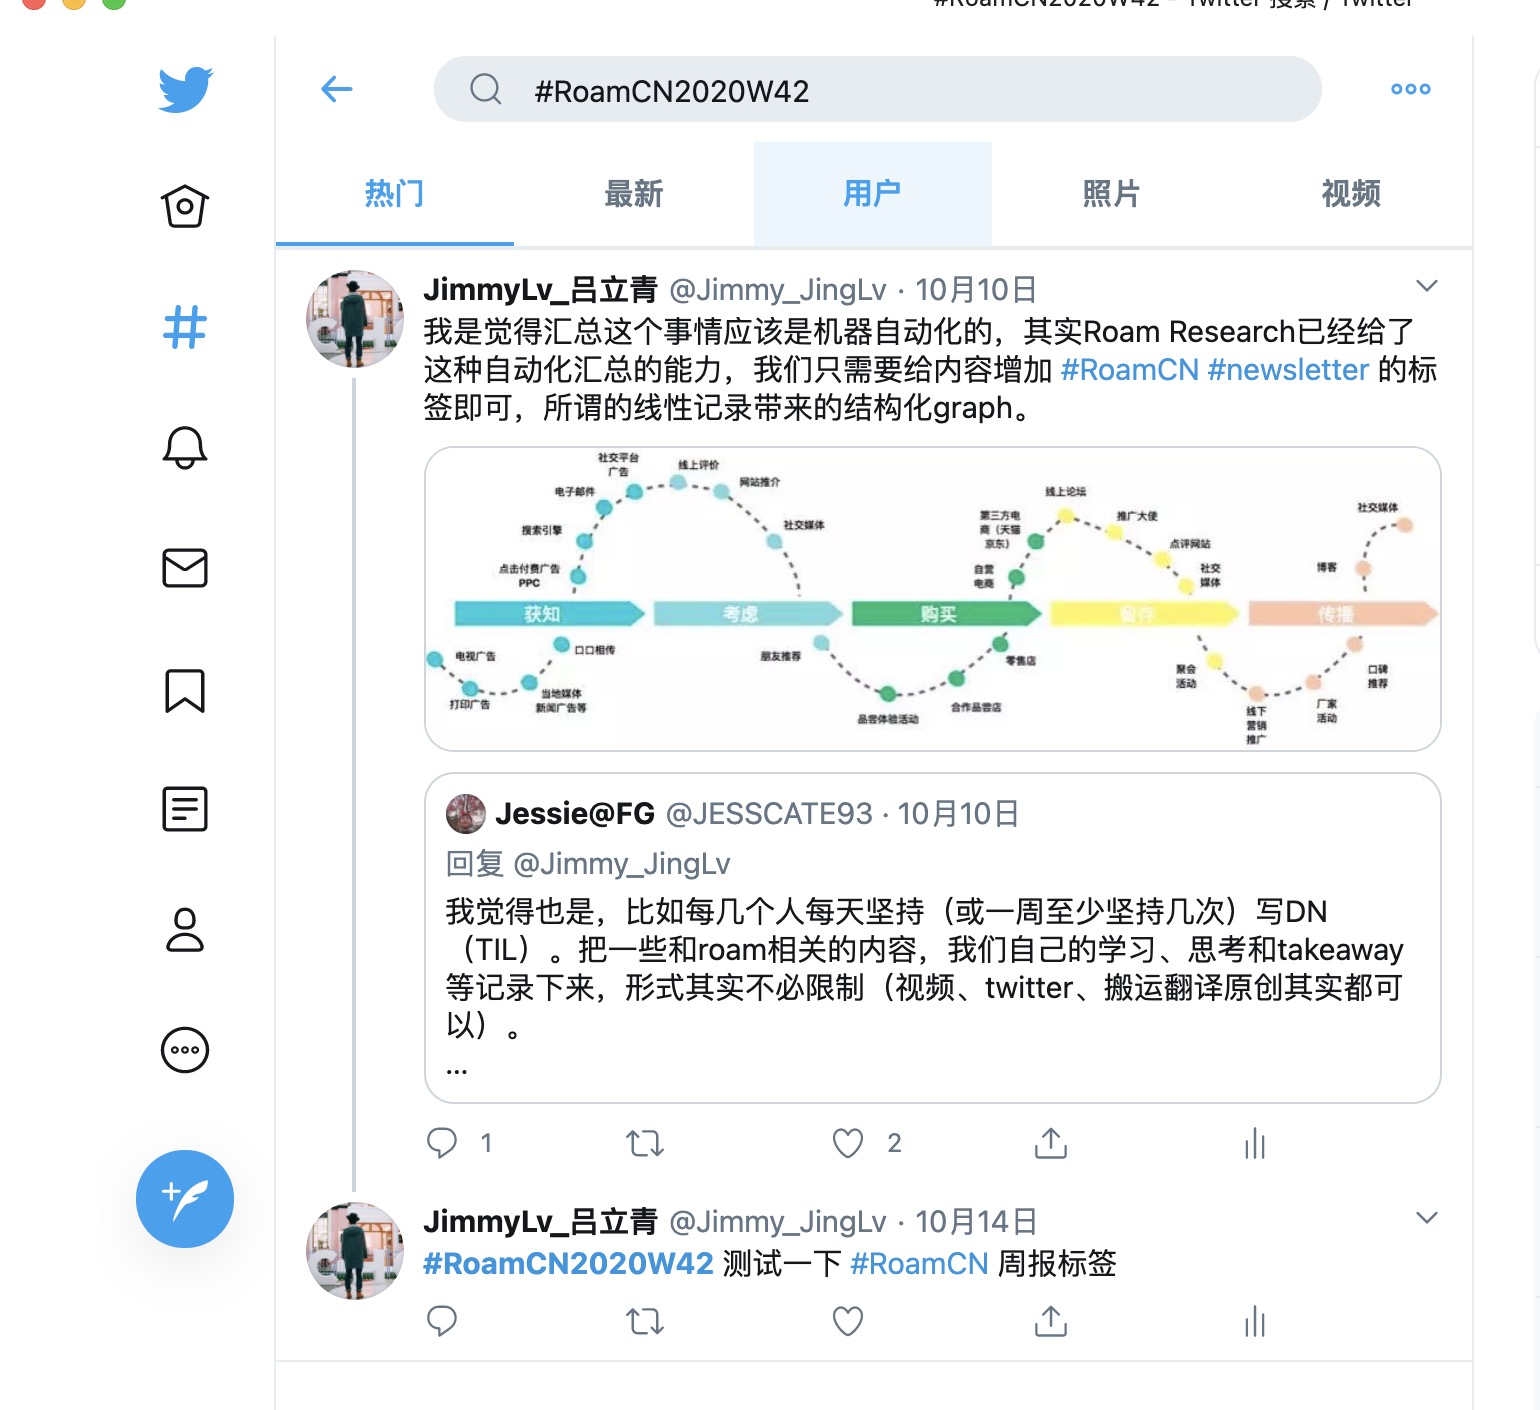 #RoamCN2020W42 - Twitter 搜索 / Twitter
#RoamCN2020W42
热门
最新
用户
照片
视频
JimmyLv_吕立青 @Jimmy_JingLv · 10月10日
我是觉得汇总这个事情应该是机器自动化的，其实Roam Research已经给了
这种自动化汇总的能力，我们只需要给内容增加 #RoamCN #newsletter 的标
签即可，所谓的线性记录带来的结构化graph。
社交平台
广告
线上评价
电子邮件
网站推介
搜索引擎
社交媒体
点击付费广告
PPC
线上论坛
第三方电
商（天猫
京东）
推广大使
点评网站
自营
电商
社交
媒体
社交媒体
博客
获知
考虑
购买
留存
传播
电视广告
口口相传
打印广告
当地媒体
新闻广告等
朋友推荐
品尝体验活动
合作品尝店
零售店
聚会
活动
线下
营销
推广
厂家
活动
口碑
推荐
Jessie@FG @JESSCATE93 · 10月10日
回复 @Jimmy_JingLv
我觉得也是，比如每几个人每天坚持（或一周至少坚持几次）写DN
（TIL）。把一些和roam相关的内容，我们自己的学习、思考和takeaway
等记录下来，形式其实不必限制（视频、twitter、搬运翻译原创其实都可
以）。
...
1
2
JimmyLv_吕立青 @Jimmy_JingLv · 10月14日
#RoamCN2020W42 测试一下 #RoamCN 周报标签